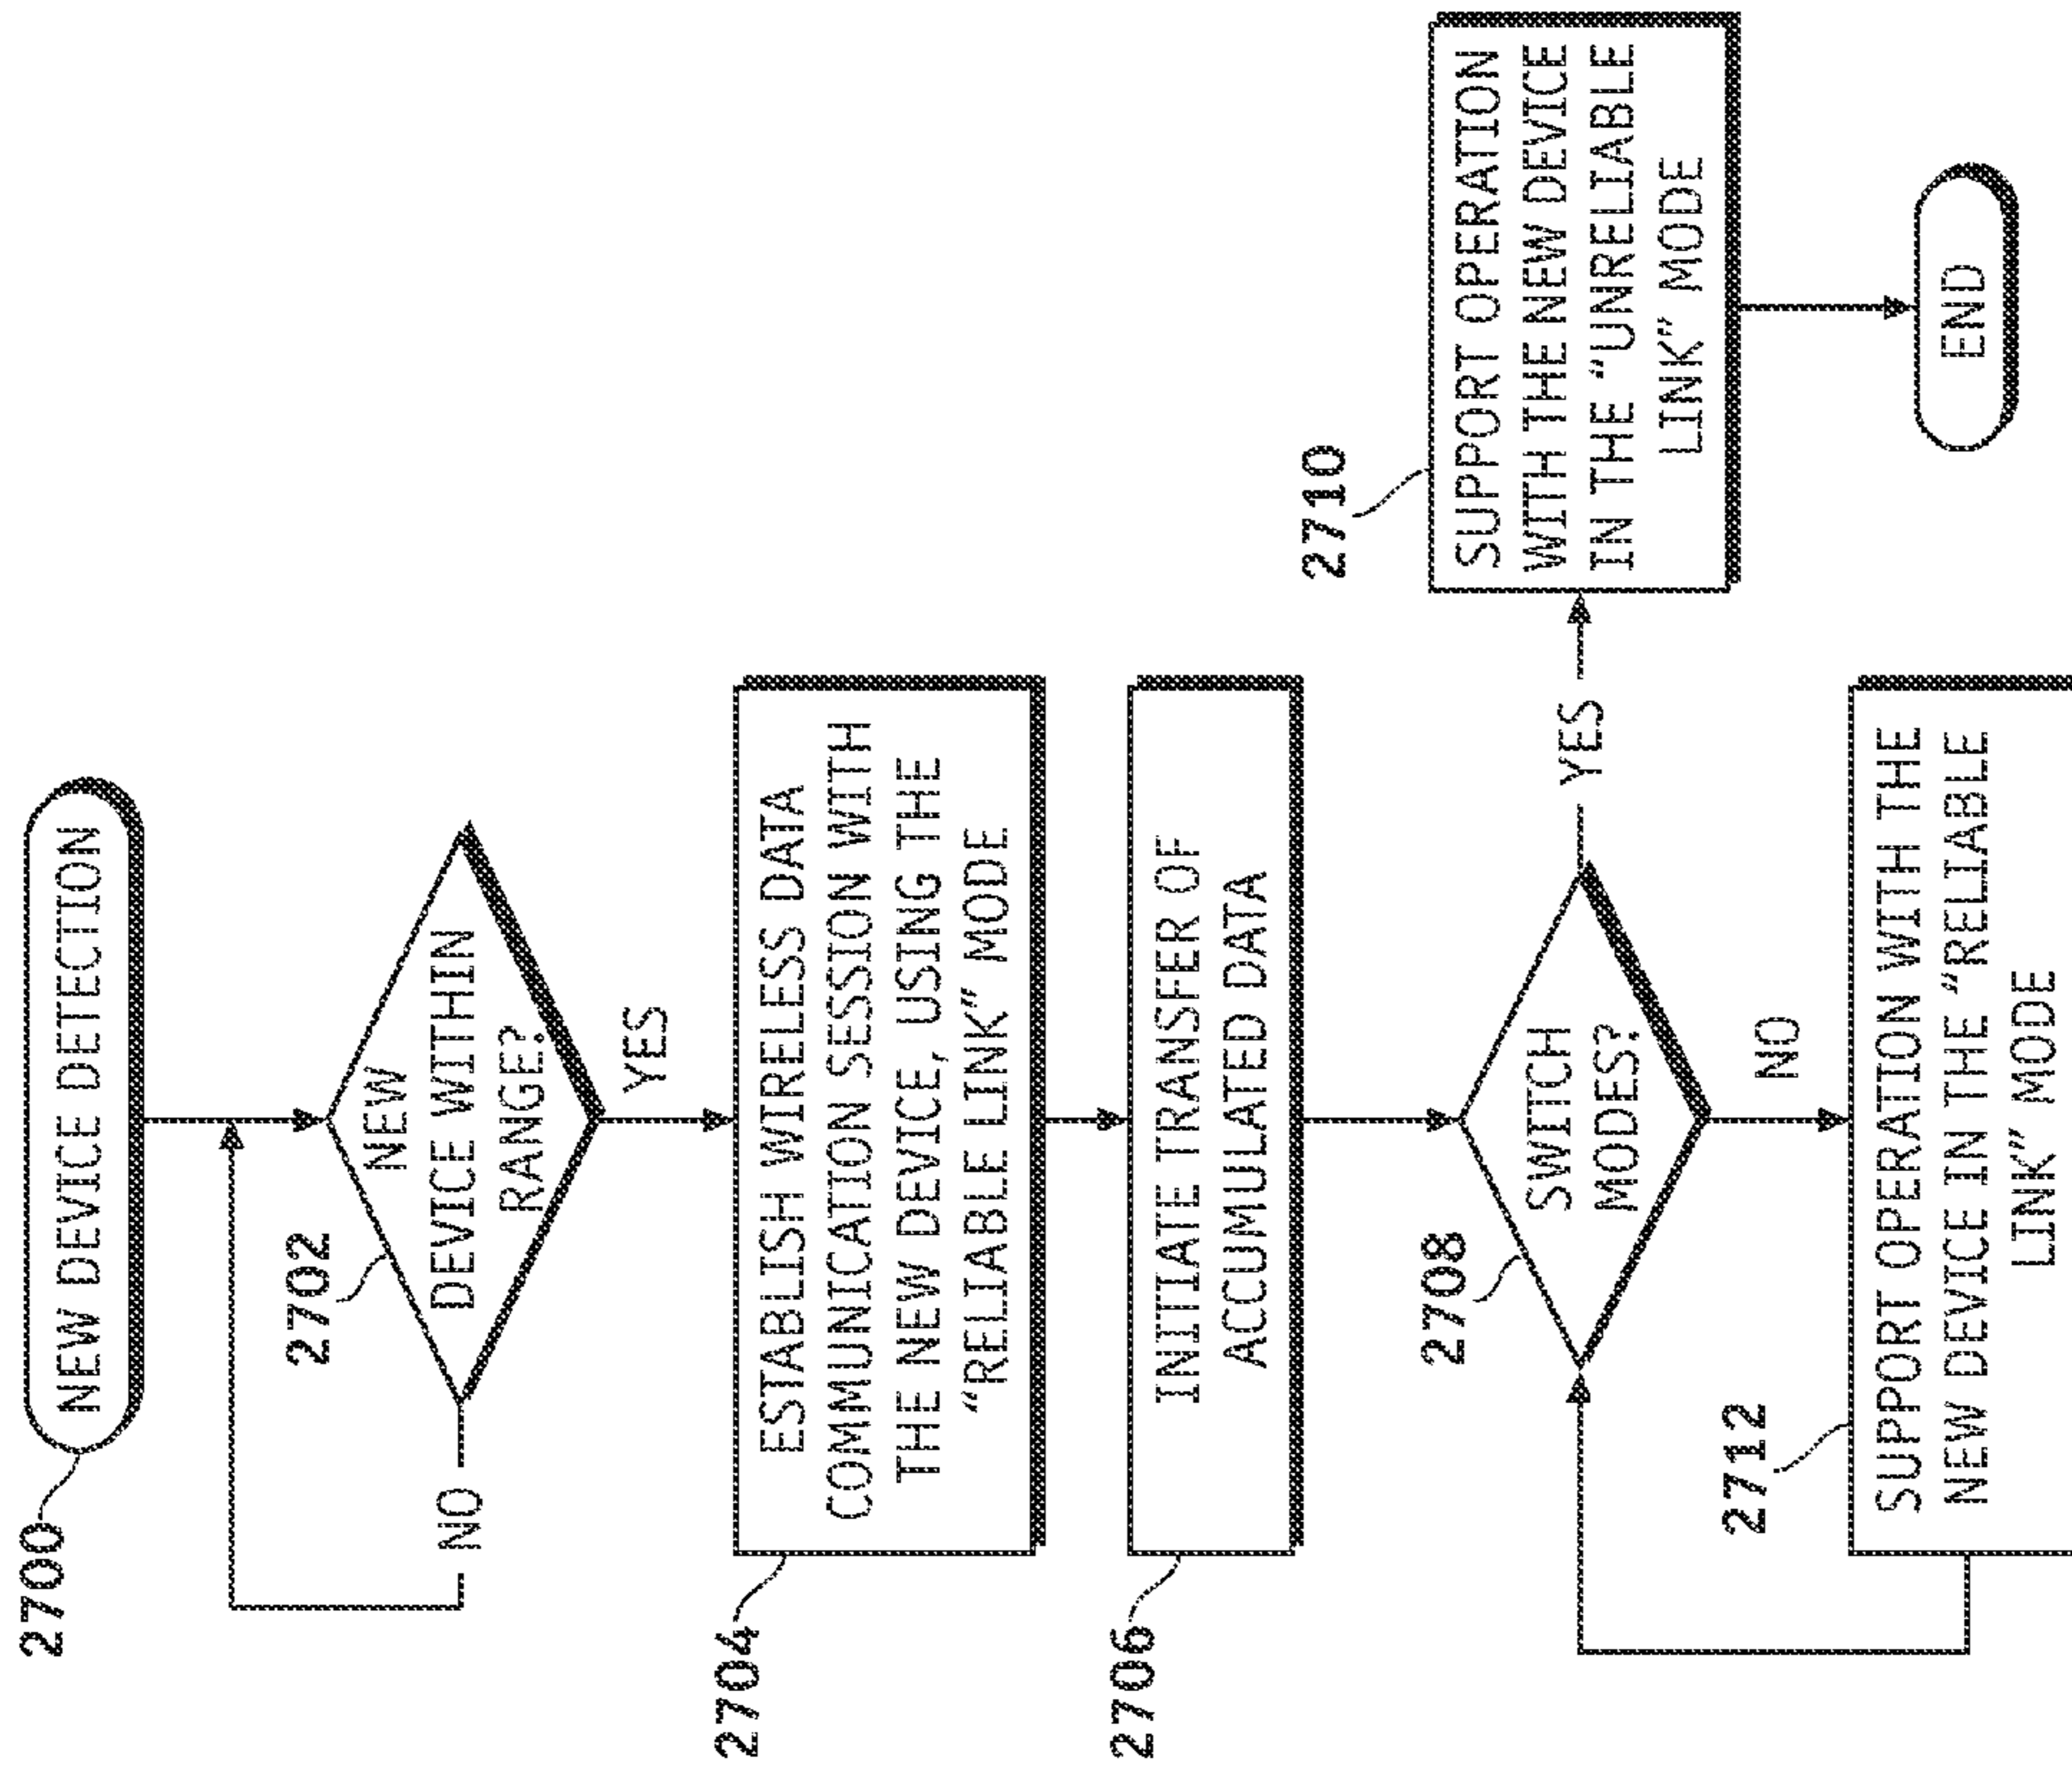 2700
NEW DEVICE DETECTION
2702
NEW
DEVICE WITHIN
RANGE?
NO
YES
2704
ESTABLISH WIRELESS DATA
COMMUNICATION SESSION WITH
THE NEW DEVICE, USING THE
“RELIABLE LINK” MODE
2706
INITIATE TRANSFER OF
ACCUMULATED DATA
2708
SWITCH
MODES?
YES
2710
SUPPORT OPERATION
WITH THE NEW DEVICE
IN THE “UNRELIABLE
LINK” MODE
END
NO
2712
SUPPORT OPERATION WITH THE
NEW DEVICE IN THE “RELIABLE
LINK” MODE